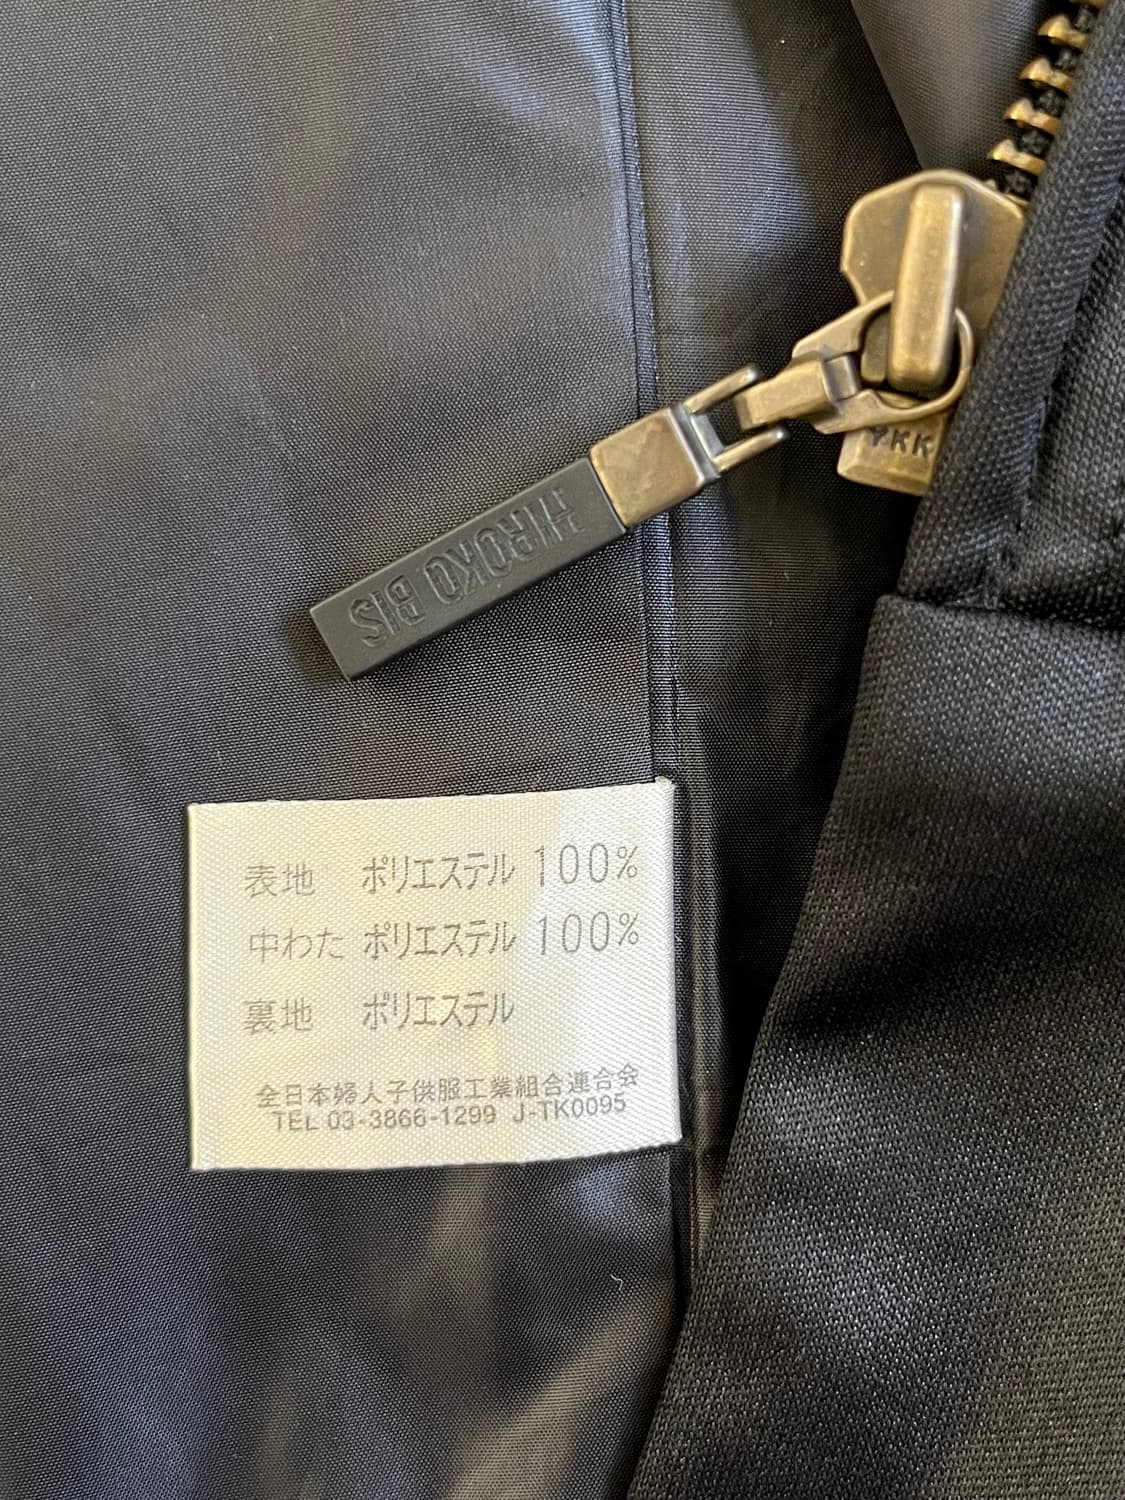 YKK
HIROKO BIS
表地 ポリエステル 100%
中わた ポリエステル 100%
裏地 ポリエステル
全日本婦人子供服工業組合連合会
TEL 03-3866-1299 J-TK0095